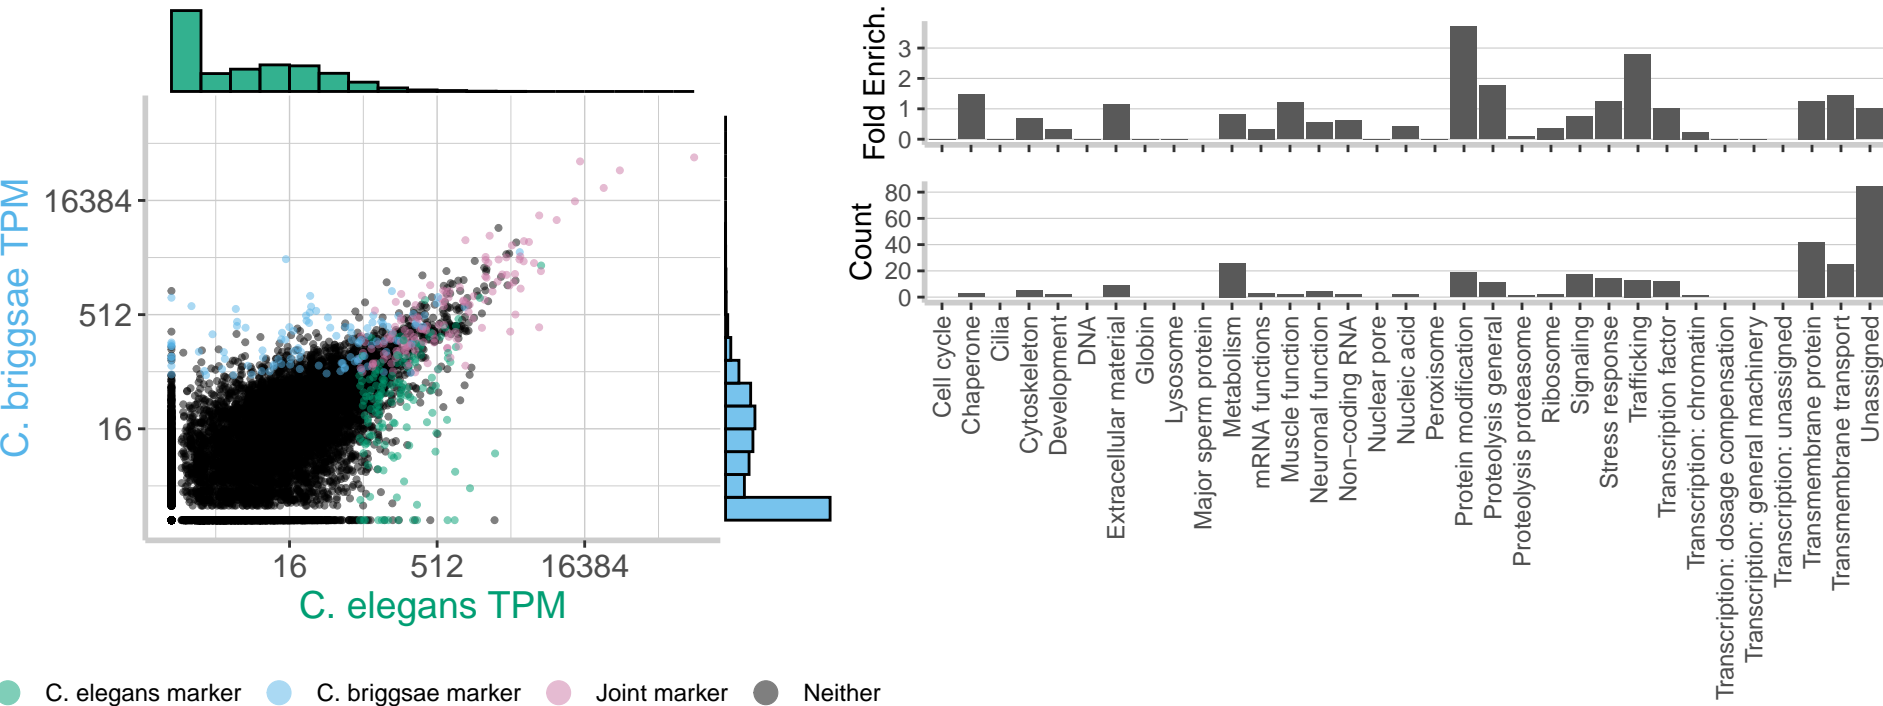 C. briggsae TPM
16384
512
16
16
512
16384
C. elegans TPM
C. elegans marker
C. briggsae marker
Joint marker
Neither
Fold Enrich.
3
2
1
0
Count
80
60
40
20
0
Cell cycle
Chaperone
Cilia
Cytoskeleton
Development
DNA
Extracellular material
Globin
Lysosome
Major sperm protein
Metabolism
mRNA functions
Muscle function
Neuronal function
Non−coding RNA
Nuclear pore
Nucleic acid
Peroxisome
Protein modification
Proteolysis general
Proteolysis proteasome
Ribosome
Signaling
Stress response
Trafficking
Transcription factor
Transcription: chromatin
Transcription: dosage compensation
Transcription: general machinery
Transcription: unassigned
Transmembrane protein
Transmembrane transport
Unassigned